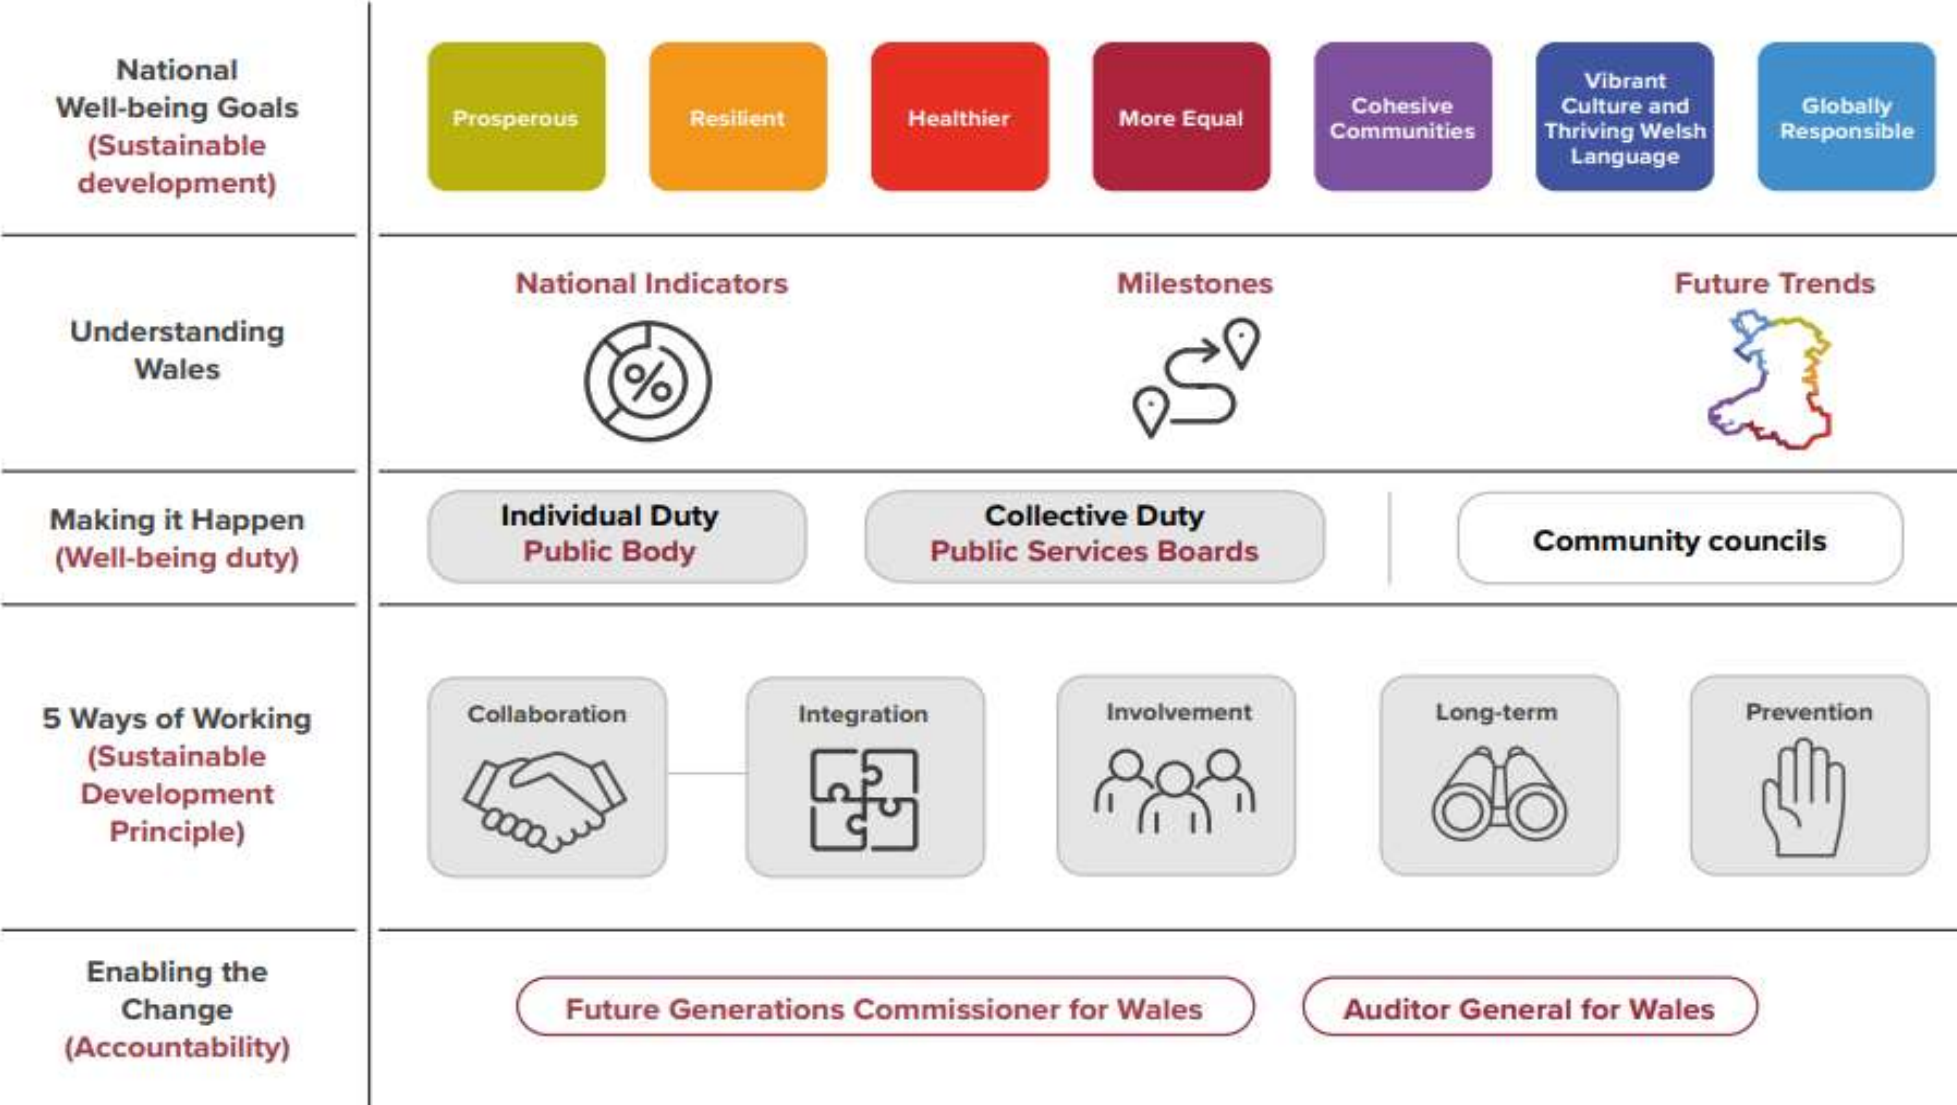 National
Well-being Goals
(Sustainable
development)
Prosperous
Resilient
Healthier
More Equal
Cohesive
Communities
Vibrant
Culture and
Thriving Welsh
Language
Globally
Responsible
Understanding
Wales
National Indicators
%
Milestones
Future Trends
Making it Happen
(Well-being duty)
Individual Duty
Public Body
Collective Duty
Public Services Boards
Community councils
5 Ways of Working
(Sustainable
Development
Principle)
Collaboration
Integration
Involvement
Long-term
Prevention
Enabling the
Change
(Accountability)
Future Generations Commissioner for Wales
Auditor General for Wales